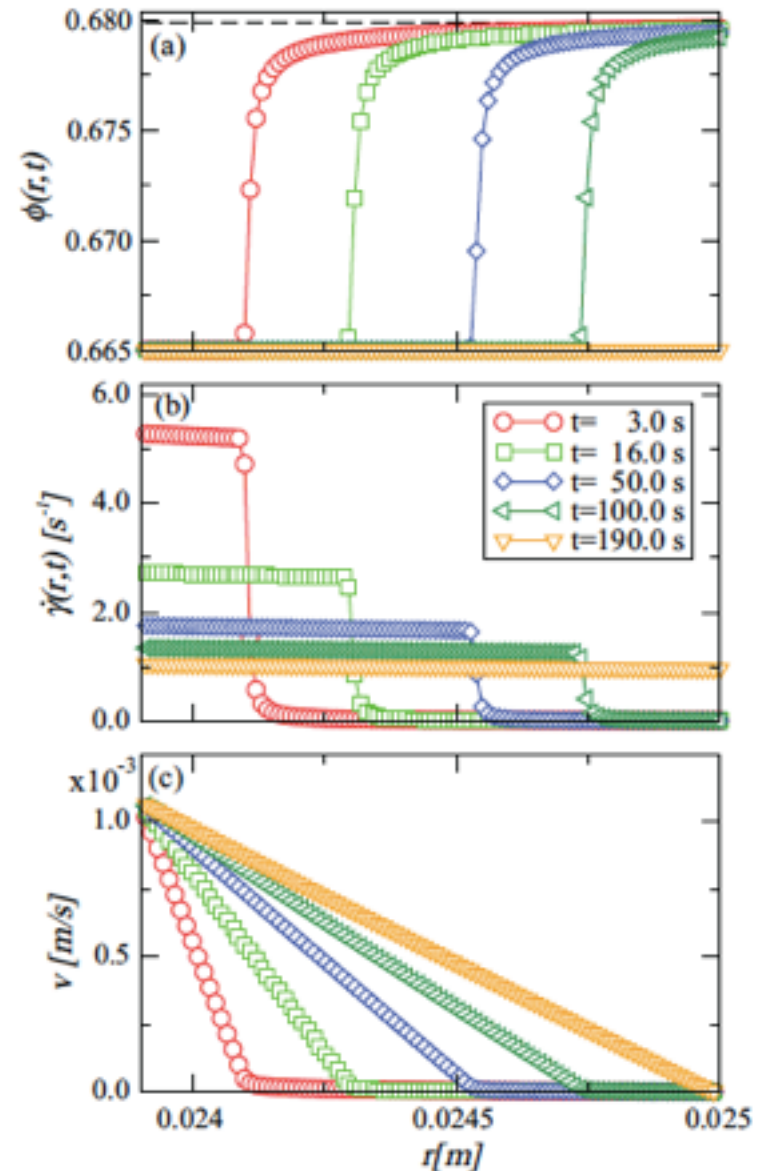 0.680
(a)
0.675
ϕ(r,t)
0.670
0.665
6.0
(b)
t= 3.0 s
t= 16.0 s
t= 50.0 s
t=100.0 s
t=190.0 s
4.0
γ̇(r,t) [s⁻¹]
2.0
0.0
x10⁻³
(c)
1.0
v [m/s]
0.5
0.0
0.024
0.0245
0.025
r[m]